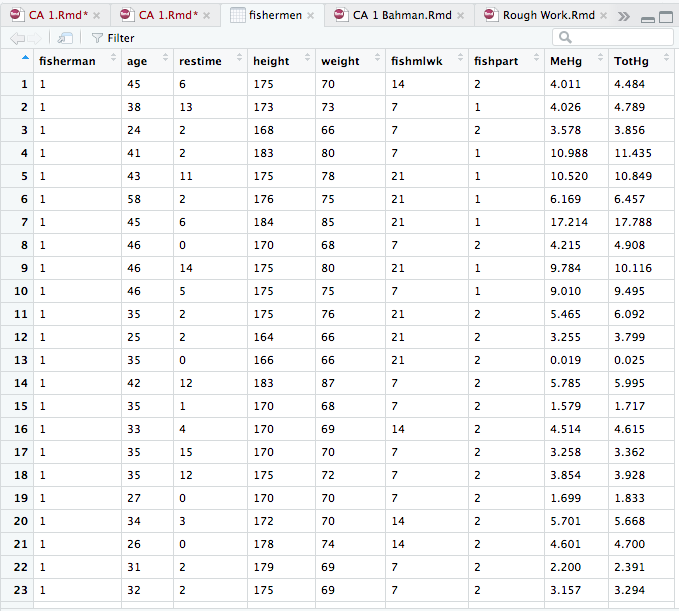 CA 1.Rmd* CA 1.Rmd* fishermen CA 1 Bahman.Rmd Rough Work.Rmd
Filter
fisherman age restime height weight fishmlwk fishpart MeHg TotHg
1 1 45 6 175 70 14 2 4.011 4.484
2 1 38 13 173 73 7 1 4.026 4.789
3 1 24 2 168 66 7 2 3.578 3.856
4 1 41 2 183 80 7 1 10.988 11.435
5 1 43 11 175 78 21 1 10.520 10.849
6 1 58 2 176 75 21 1 6.169 6.457
7 1 45 6 184 85 21 1 17.214 17.788
8 1 46 0 170 68 7 2 4.215 4.908
9 1 46 14 175 80 21 1 9.784 10.116
10 1 46 5 175 75 7 1 9.010 9.495
11 1 35 2 175 76 21 2 5.465 6.092
12 1 25 2 164 66 21 2 3.255 3.799
13 1 35 0 166 66 21 2 0.019 0.025
14 1 42 12 183 87 7 2 5.785 5.995
15 1 35 1 170 68 7 2 1.579 1.717
16 1 33 4 170 69 14 2 4.514 4.615
17 1 35 15 170 70 7 2 3.258 3.362
18 1 35 12 175 72 7 2 3.854 3.928
19 1 27 0 170 70 7 2 1.699 1.833
20 1 34 3 172 70 14 2 5.701 5.668
21 1 26 0 178 74 14 2 4.601 4.700
22 1 31 2 179 69 7 2 2.200 2.391
23 1 32 2 175 69 7 2 3.157 3.294